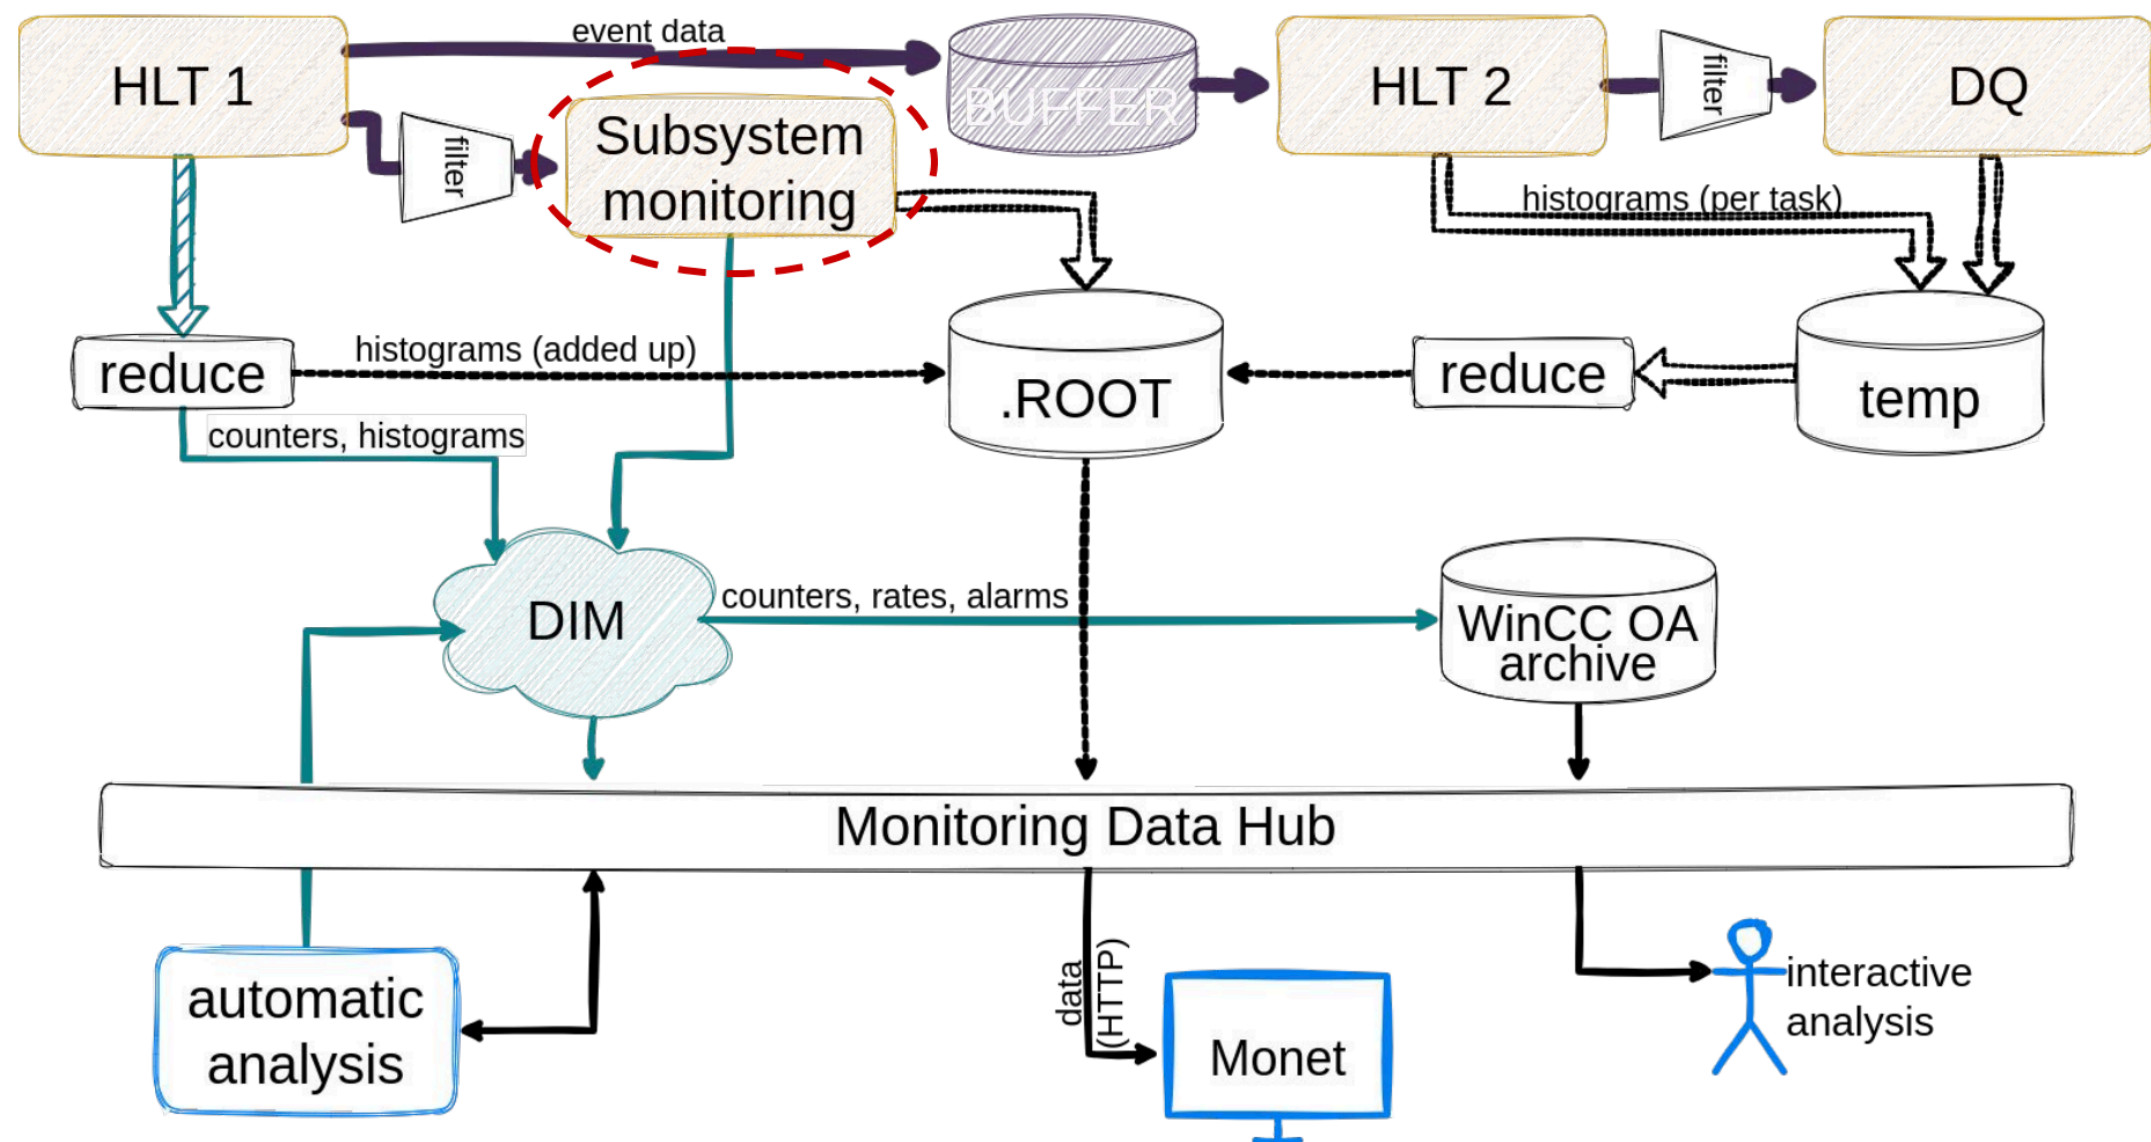 event data
HLT 1
BUFFER
HLT 2
filter
DQ
filter
Subsystem
monitoring
histograms (per task)
reduce
histograms (added up)
.ROOT
reduce
temp
counters, histograms
DIM
counters, rates, alarms
WinCC OA
archive
Monitoring Data Hub
automatic
analysis
data
(HTTP)
Monet
interactive
analysis